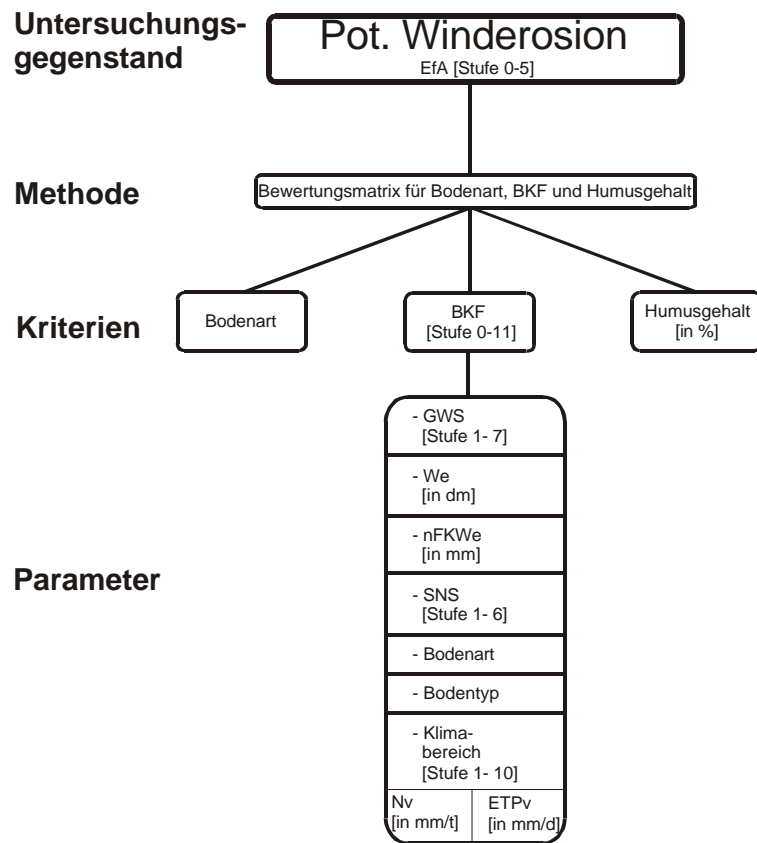 Untersuchungs-
gegenstand
Pot. Winderosion
EfA [Stufe 0-5]
Methode
Bewertungsmatrix für Bodenart, BKF und Humusgehalt
Kriterien
Bodenart
BKF
[Stufe 0-11]
Humusgehalt
[in %]
Parameter
- GWS
[Stufe 1- 7]
- We
[in dm]
- nFKWe
[in mm]
- SNS
[Stufe 1- 6]
- Bodenart
- Bodentyp
- Klima-
bereich
[Stufe 1- 10]
Nv
[in mm/t]
ETPv
[in mm/d]